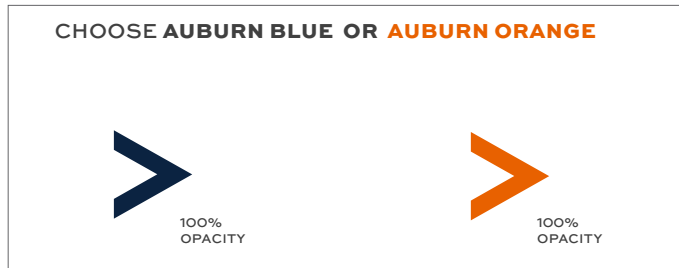 CHOOSE AUBURN BLUE OR AUBURN ORANGE
100%
OPACITY
100%
OPACITY